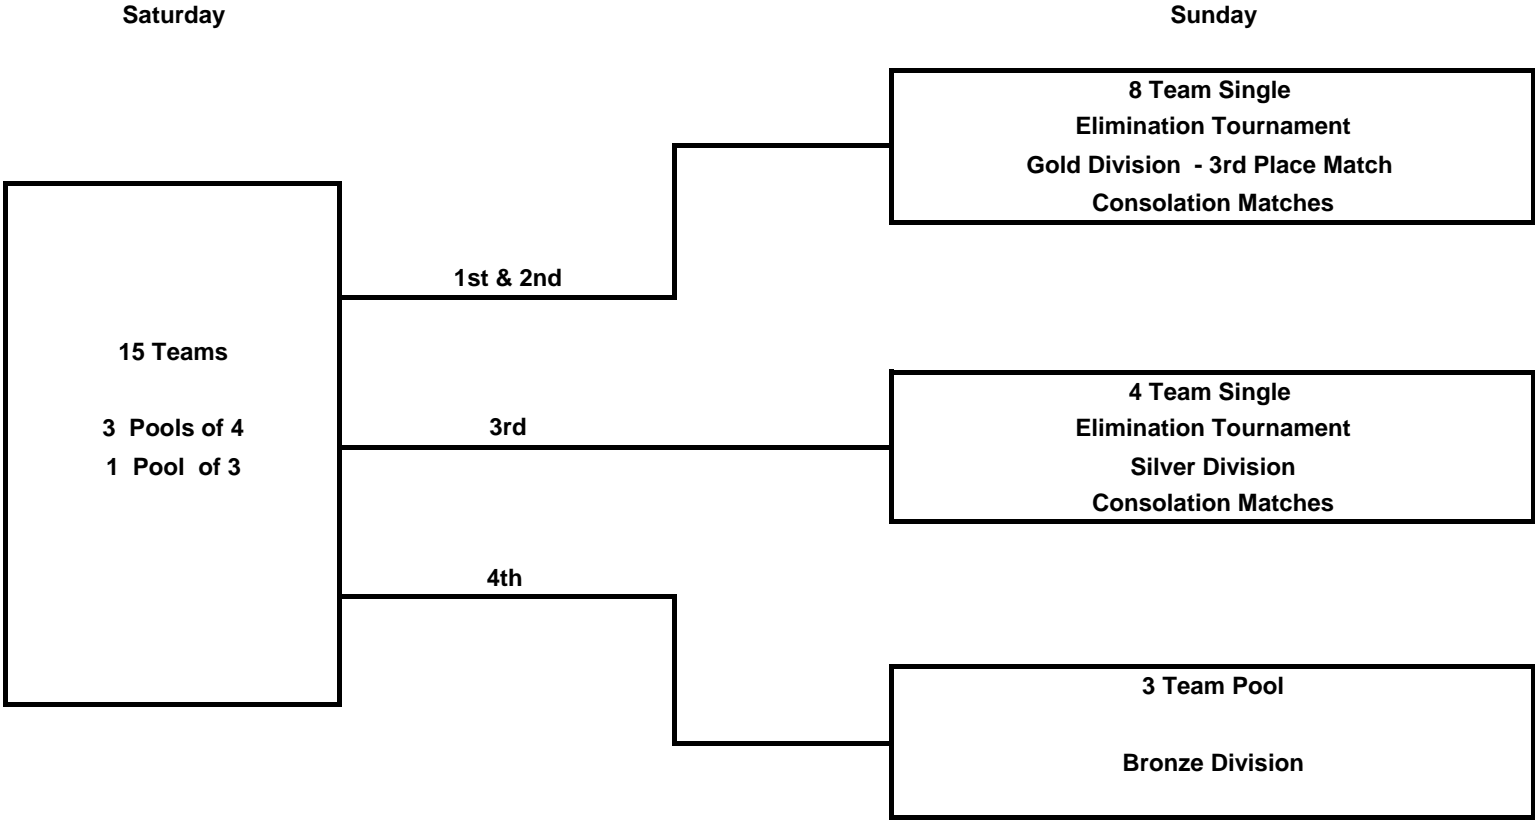 Saturday
Sunday
8 Team Single
Elimination Tournament
Gold Division - 3rd Place Match
Consolation Matches
1st & 2nd
15 Teams
3 Pools of 4
1 Pool of 3
3rd
4 Team Single
Elimination Tournament
Silver Division
Consolation Matches
4th
3 Team Pool
Bronze Division